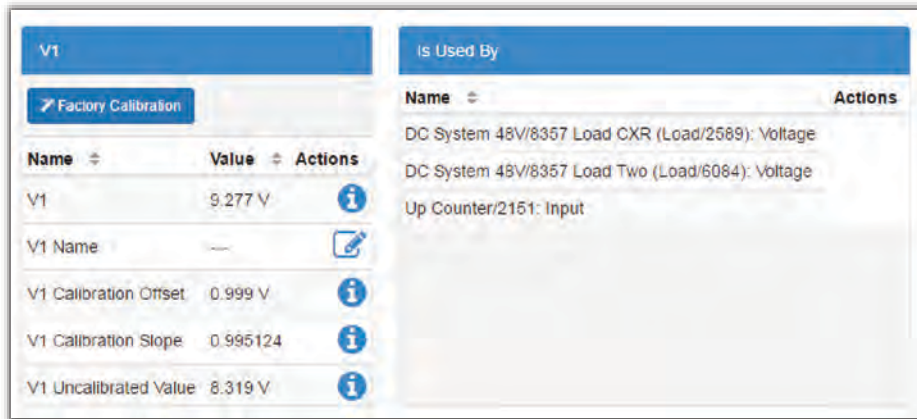 V1
Factory Calibration
Name Value Actions
V1 9.277 V
V1 Name —
V1 Calibration Offset 0.999 V
V1 Calibration Slope 0.995124
V1 Uncalibrated Value 8.319 V
Is Used By
Name Actions
DC System 48V/8357 Load CXR (Load/2589): Voltage
DC System 48V/8357 Load Two (Load/6084): Voltage
Up Counter/2151: Input